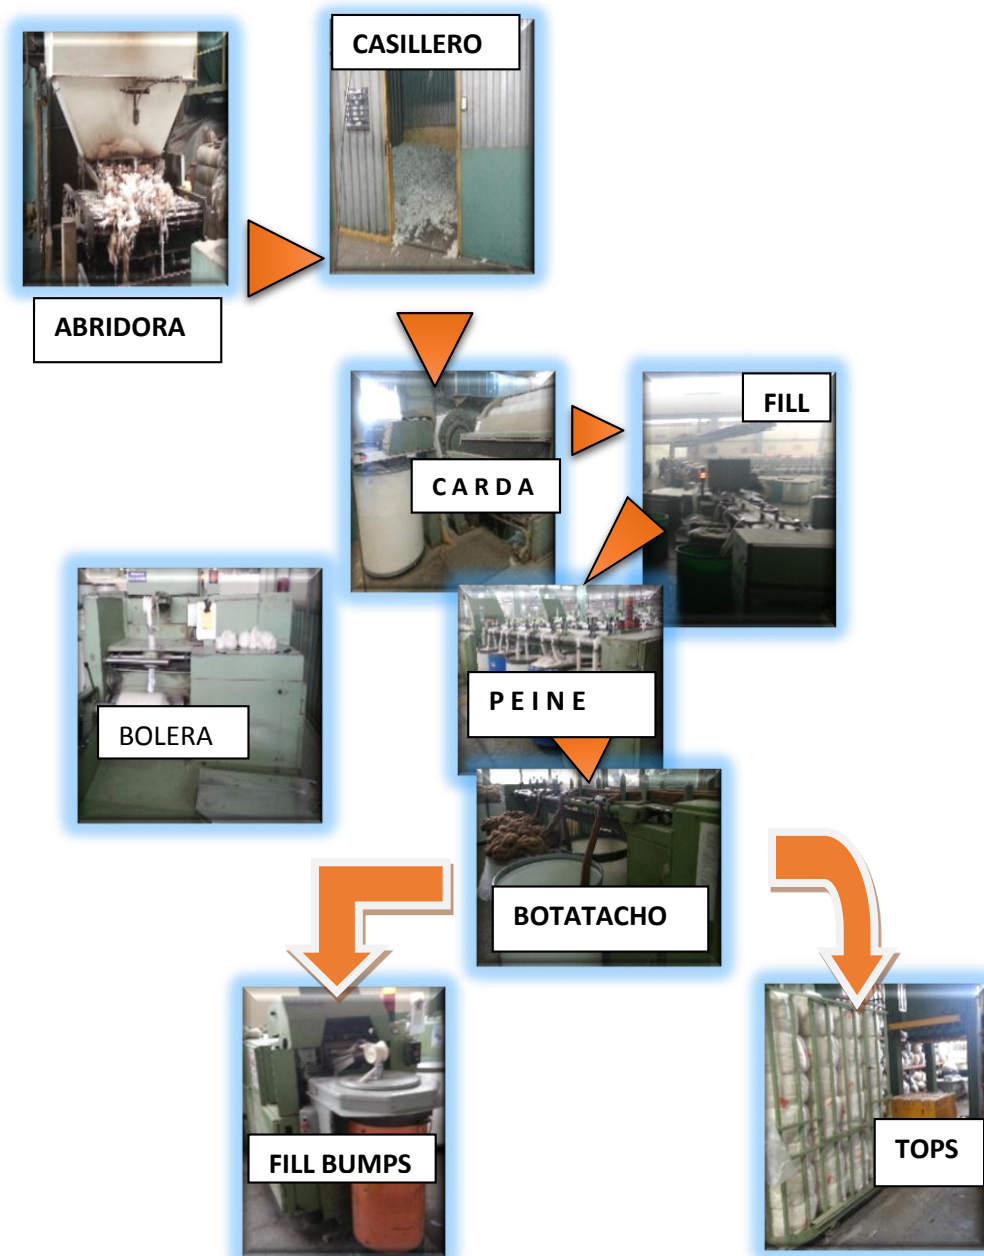 CASILLERO
ABRIDORA
FILL
CARDA
PEINE
BOLERA
BOTATACHO
FILL BUMPS
TOPS